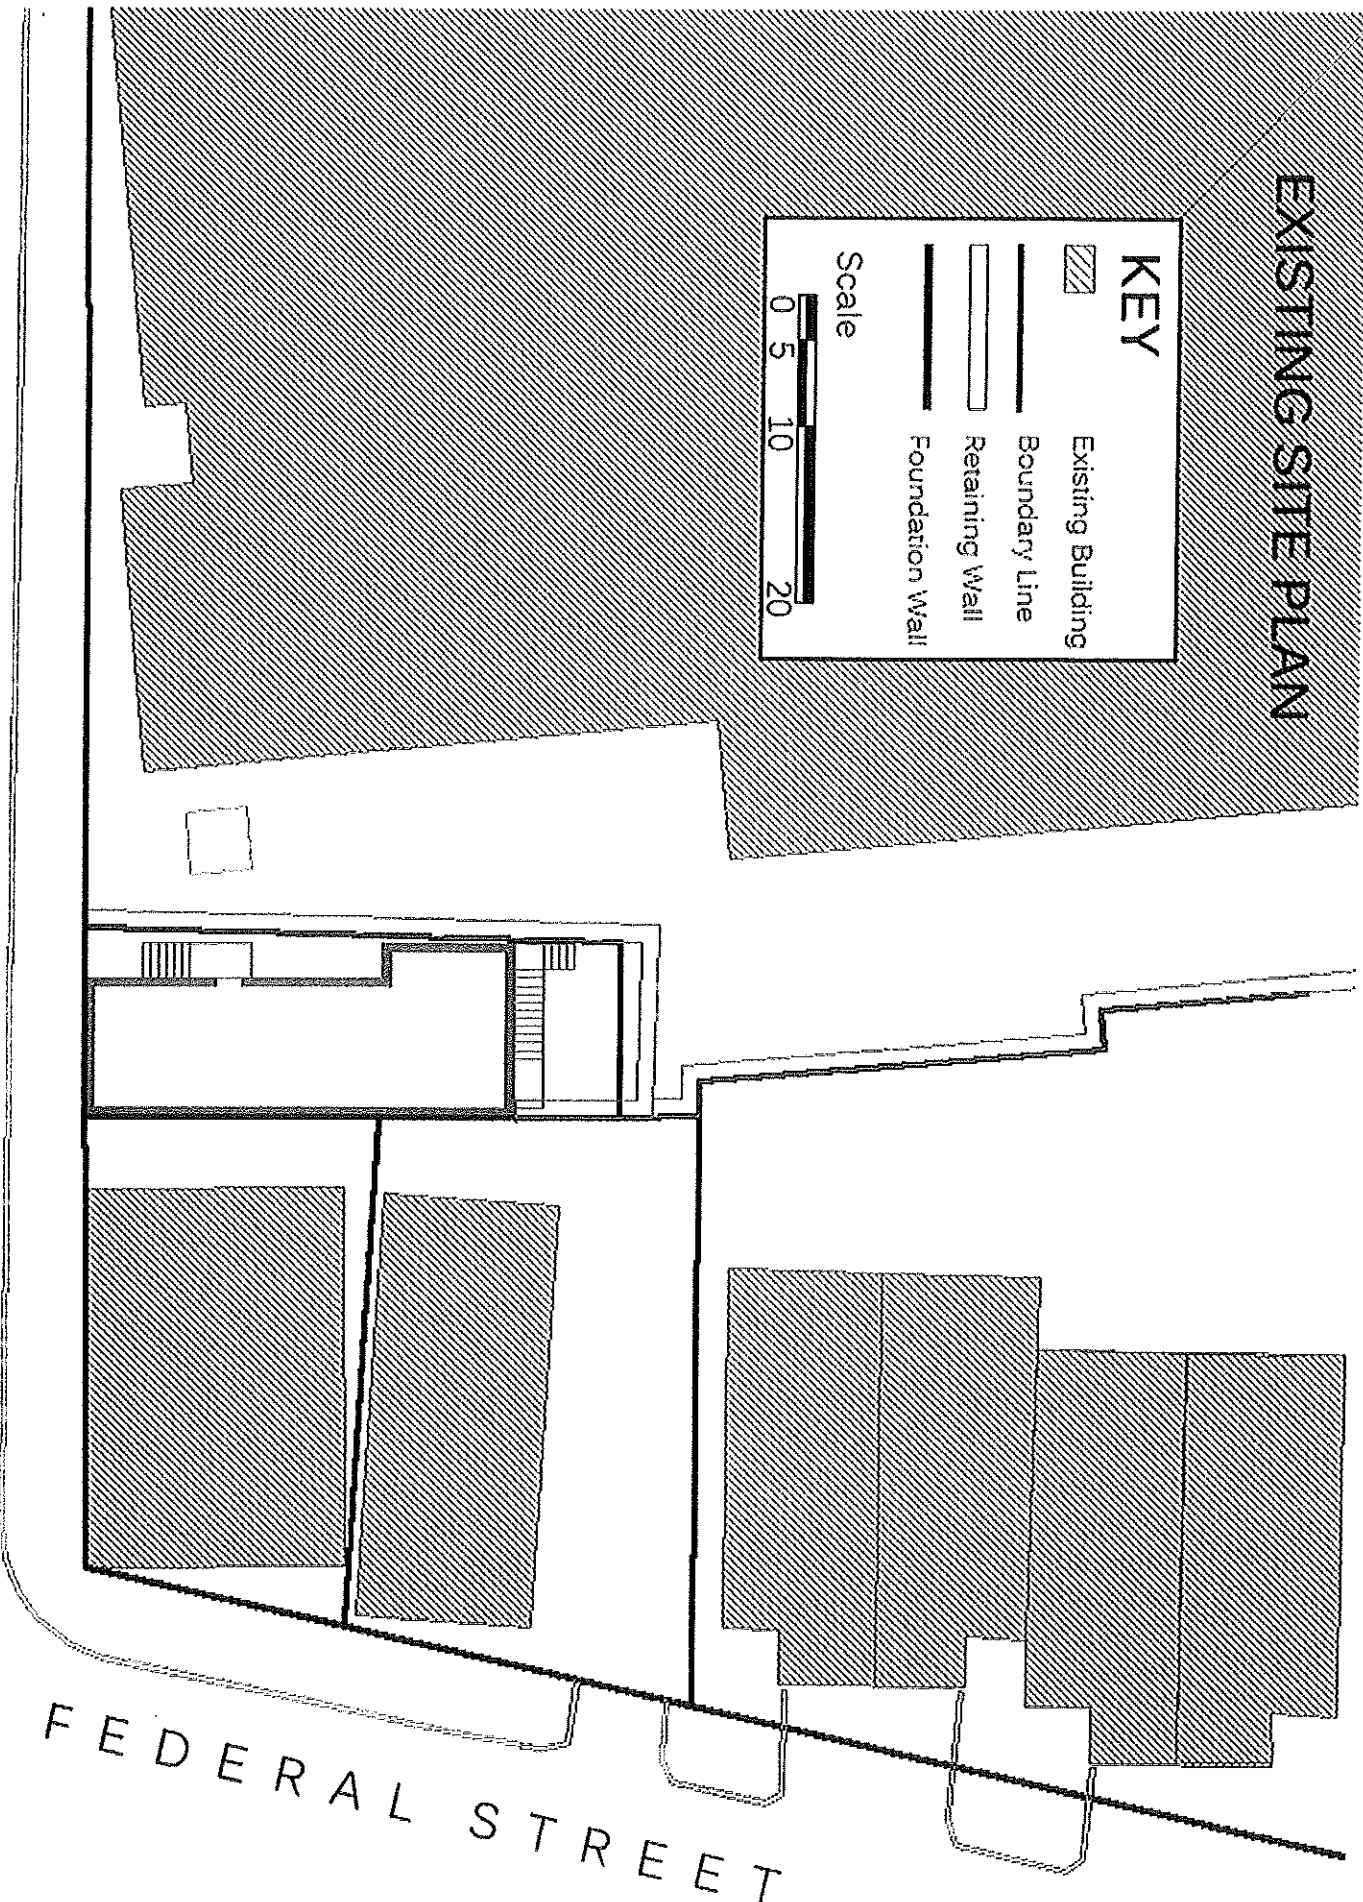 EXISTING SITE PLAN
KEY
Existing Building
Boundary Line
Retaining Wall
Foundation Wall
Scale
0 5 10 20
FEDERAL STREET